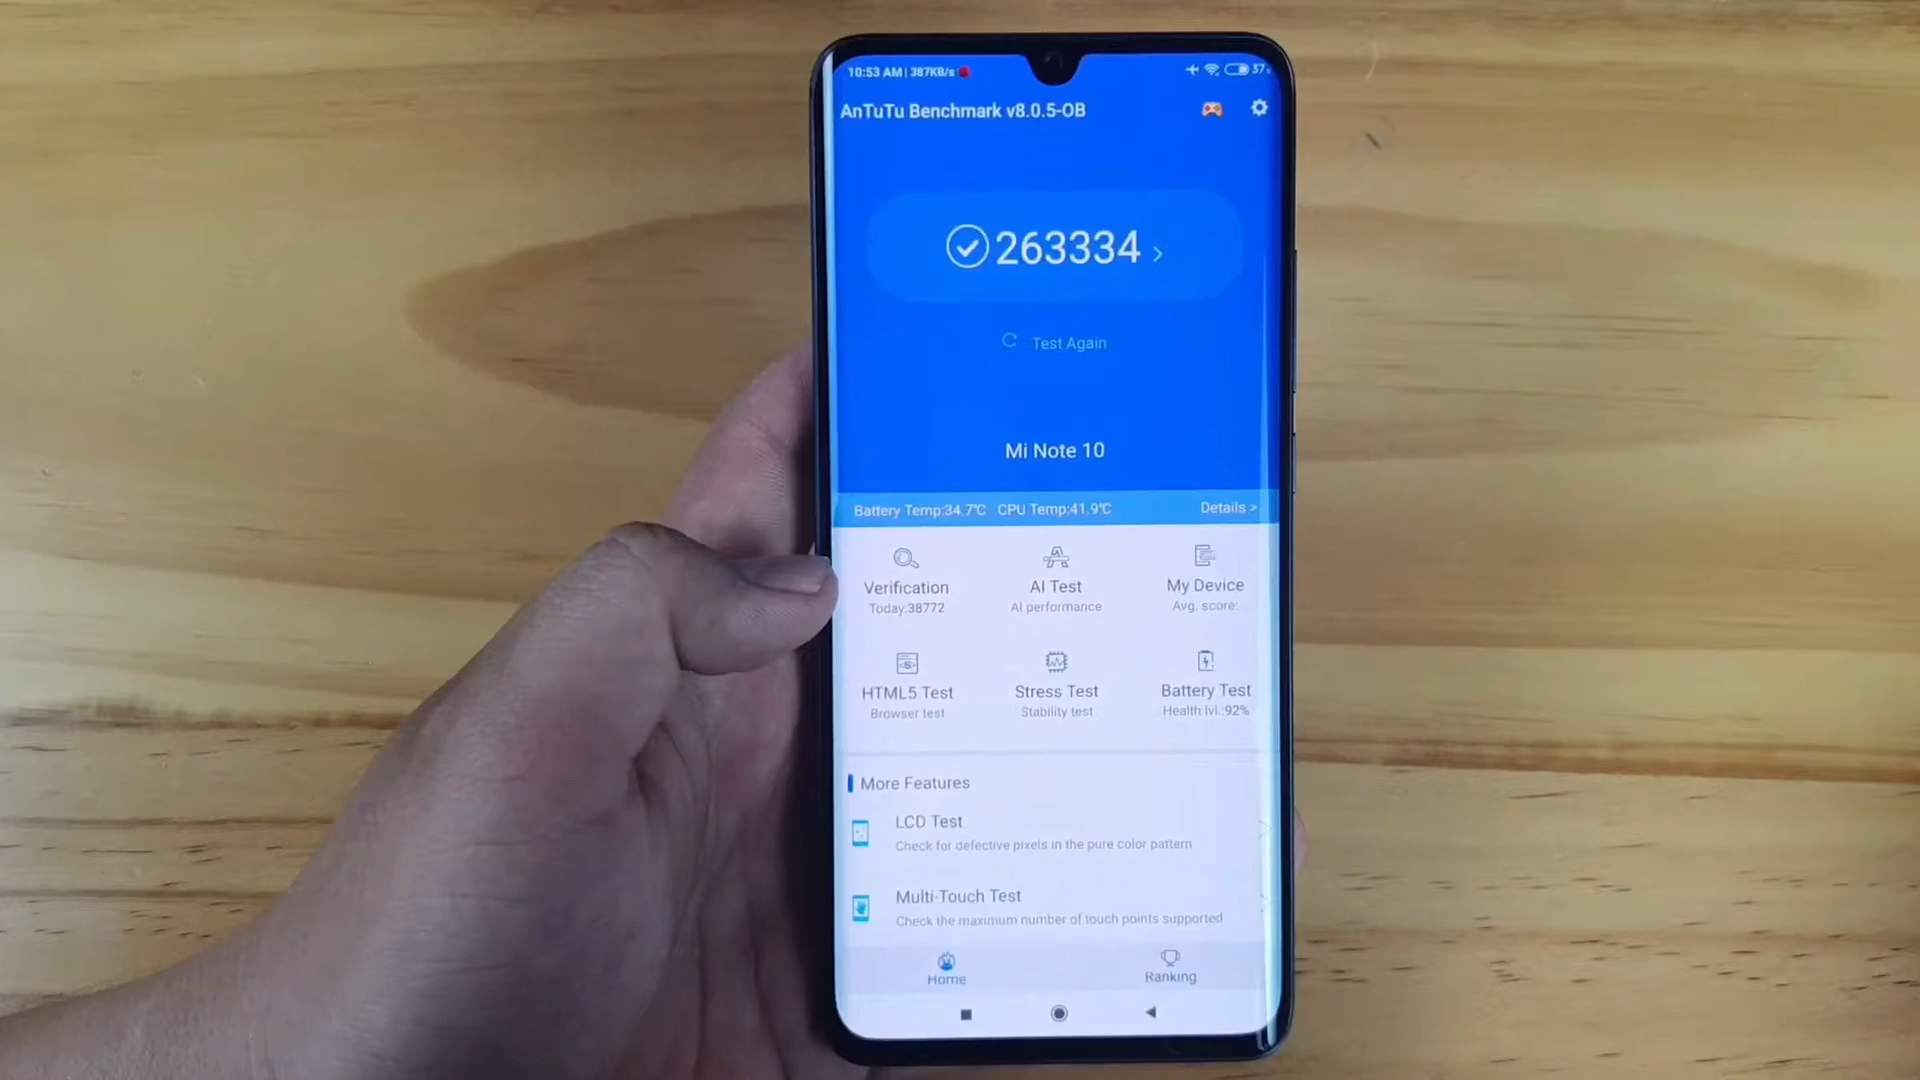 10:53 AM | 387KB/s
37
AnTuTu Benchmark v8.0.5-OB
263334 >
Test Again
Mi Note 10
Battery Temp:34.7℃ CPU Temp:41.9℃ Details >
Verification
Today:38772
AI Test
AI performance
My Device
Avg. score:
HTML5 Test
Browser test
Stress Test
Stability test
Battery Test
Health lvl.:92%
More Features
LCD Test
Check for defective pixels in the pure color pattern
Multi-Touch Test
Check the maximum number of touch points supported
Home
Ranking